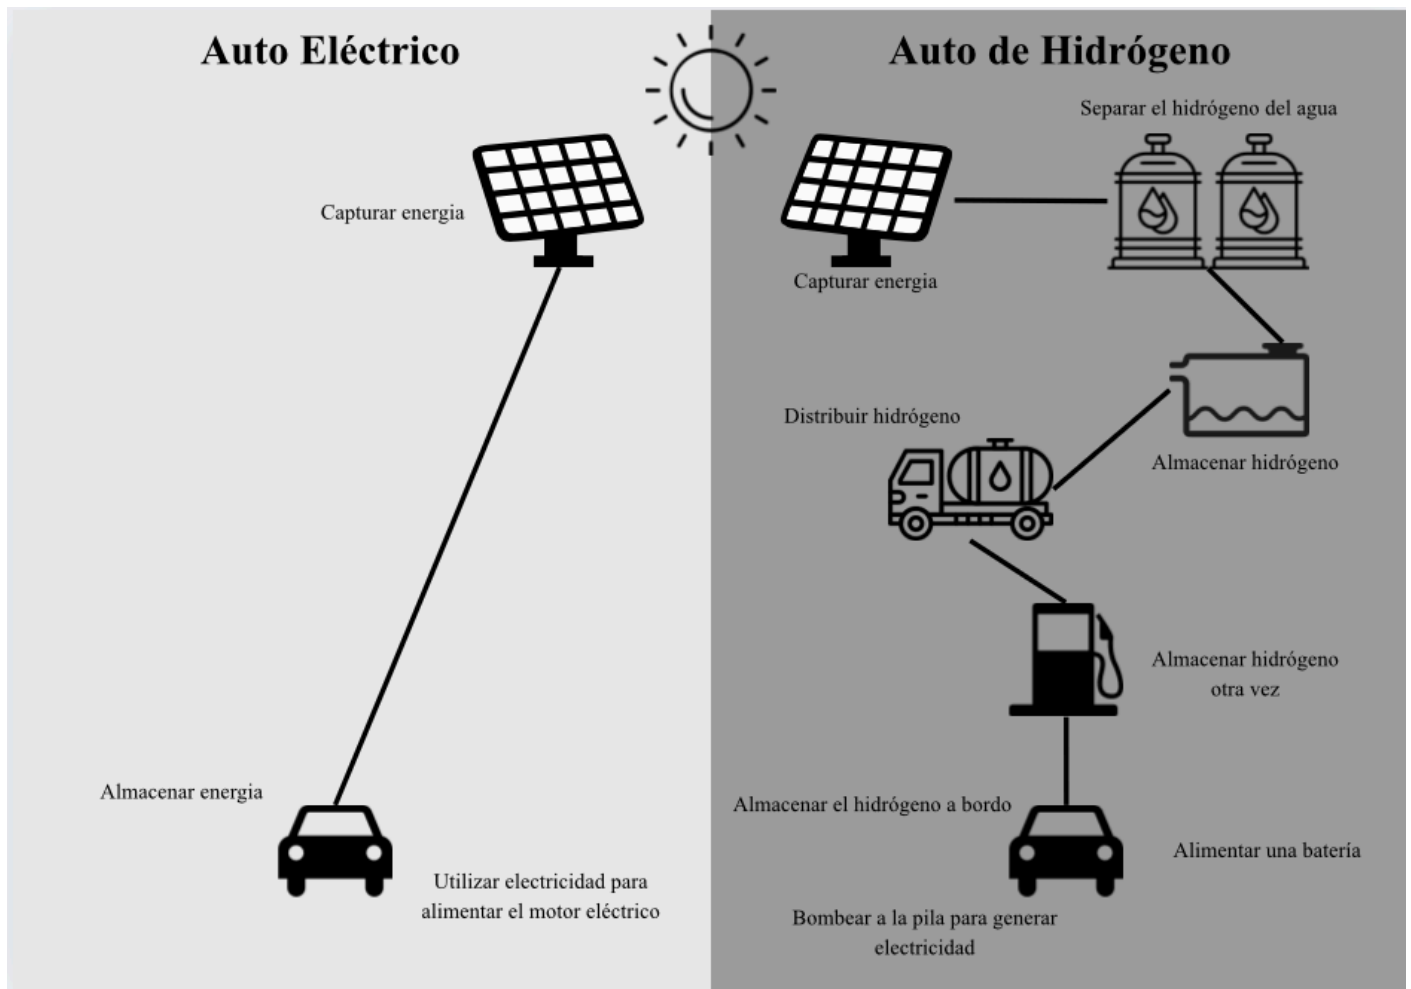 Auto Eléctrico
Capturar energia
Almacenar energia
Utilizar electricidad para
alimentar el motor eléctrico
Auto de Hidrógeno
Separar el hidrógeno del agua
Capturar energia
Almacenar hidrógeno
Distribuir hidrógeno
Almacenar hidrógeno
otra vez
Almacenar el hidrógeno a bordo
Alimentar una batería
Bombear a la pila para generar
electricidad